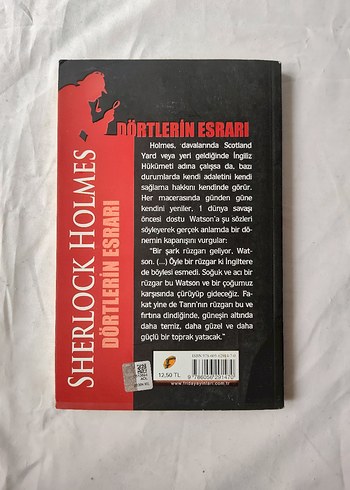 SHERLOCK HOLMES
DÖRTLERİN ESRARI
DÖRTLERİN ESRARI
Holmes, davalarında Scotland
Yard veya yeri geldiğinde İngiliz
Hükümeti adına çalışsa da, bazı
durumlarda kendi adaletini kendi
sağlama hakkını kendinde görür.
Her macerasında günden güne
kendini yeniler. 1 dünya savaşı
öncesi dostu Watson'a şu sözleri
söyleyerek gerçek anlamda bir dö-
nemin kapanışını vurgular:
"Bir şark rüzgarı geliyor. Wat-
son. (...) Öyle bir rüzgar ki İngiltere
de böylesi esmedi. Soğuk ve acı bir
rüzgar bu Watson ve bir çoğumuz
karşısında çürüyüp gideceğiz. Fa-
kat yine de Tanrı'nın rüzgarı bu ve
fırtına dindiğinde, güneşin altında
daha temiz, daha güzel ve daha
güçlü bir toprak yatacak."
12,50 TL
9 786056 291470